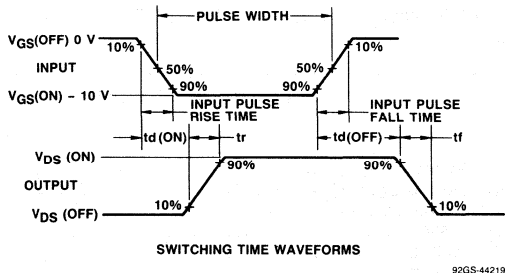 PULSE WIDTH
VGS(OFF) 0 V
10%
10%
INPUT
50%
50%
90%
90%
VGS(ON) - 10 V
INPUT PULSE
RISE TIME
INPUT PULSE
FALL TIME
td(ON)
tr
td(OFF)
tf
VDS (ON)
90%
90%
OUTPUT
10%
10%
VDS (OFF)
SWITCHING TIME WAVEFORMS
92GS-44219